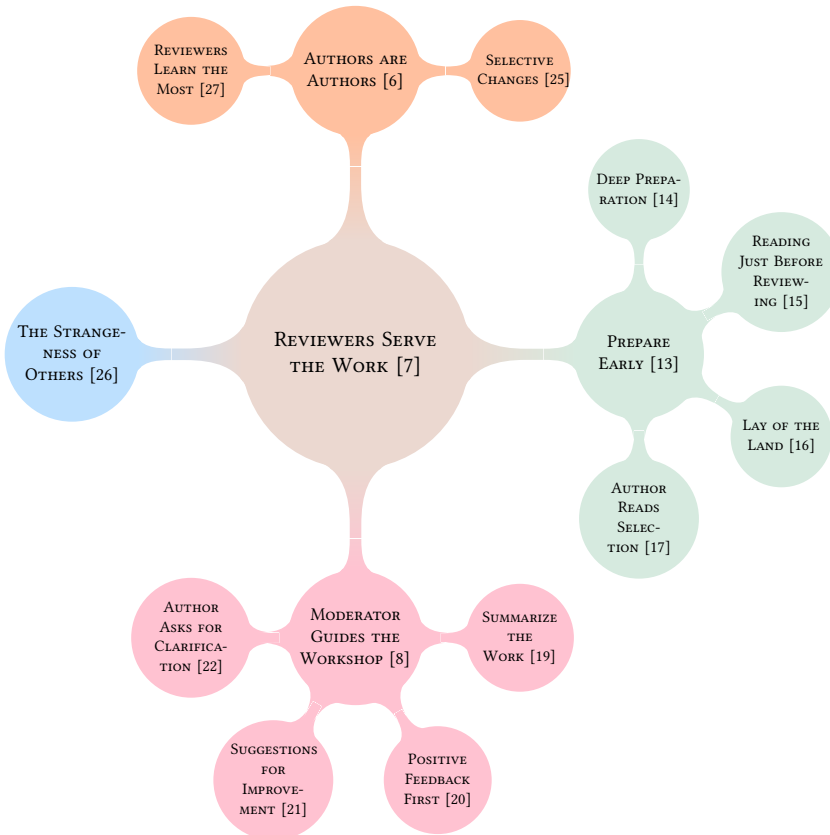 Reviewers
Learn the
Most [27]
Authors are
Authors [6]
Selective
Changes [25]
Deep Prepa-
ration [14]
Reading
Just Before
Review-
ing [15]
The Strange-
ness of
Others [26]
Reviewers Serve
the Work [7]
Prepare
Early [13]
Lay of the
Land [16]
Author
Reads
Selec-
tion [17]
Author
Asks for
Clarifica-
tion [22]
Moderator
Guides the
Workshop [8]
Summarize
the
Work [19]
Suggestions
for
Improve-
ment [21]
Positive
Feedback
First [20]